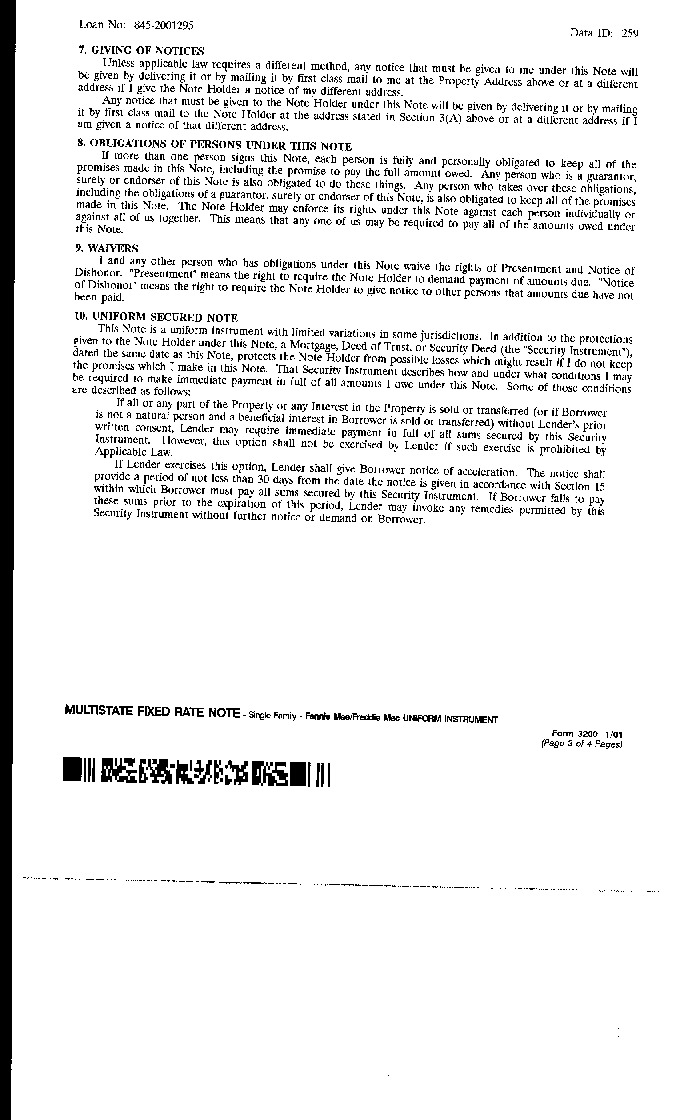 Loan No: 845-2001295
Data ID: 259
7. GIVING OF NOTICES
Unless applicable law requires a different method, any notice that must be given to me under this Note will
be given by delivering it or by mailing it by first class mail to me at the Property Address above or at a different
address if I give the Note Holder a notice of my different address.
Any notice that must be given to the Note Holder under this Note will be given by delivering it or by mailing
it by first class mail to the Note Holder at the address stated in Section 3(A) above or at a different address if I
am given a notice of that different address.
8. OBLIGATIONS OF PERSONS UNDER THIS NOTE
If more than one person signs this Note, each person is fully and personally obligated to keep all of the
promises made in this Note, including the promise to pay the full amount owed. Any person who is a guarantor,
surety or endorser of this Note is also obligated to do these things. Any person who takes over these obligations,
including the obligations of a guarantor, surety or endorser of this Note, is also obligated to keep all of the promises
made in this Note. The Note Holder may enforce its rights under this Note against each person individually or
against all of us together. This means that any one of us may be required to pay all of the amounts owed under
this Note.
9. WAIVERS
I and any other person who has obligations under this Note waive the rights of Presentment and Notice of
Dishonor. "Presentment" means the right to require the Note Holder to demand payment of amounts due. "Notice
of Dishonor" means the right to require the Note Holder to give notice to other persons that amounts due have not
been paid.
10. UNIFORM SECURED NOTE
This Note is a uniform instrument with limited variations in some jurisdictions. In addition to the protections
given to the Note Holder under this Note, a Mortgage, Deed of Trust, or Security Deed (the "Security Instrument"),
dated the same date as this Note, protects the Note Holder from possible losses which might result if I do not keep
the promises which I make in this Note. That Security Instrument describes how and under what conditions I may
be required to make immediate payment in full of all amounts I owe under this Note. Some of those conditions
are described as follows:
If all or any part of the Property or any Interest in the Property is sold or transferred (or if Borrower
is not a natural person and a beneficial interest in Borrower is sold or transferred) without Lender's prior
written consent, Lender may require immediate payment in full of all sums secured by this Security
Instrument. However, this option shall not be exercised by Lender if such exercise is prohibited by
Applicable Law.
If Lender exercises this option, Lender shall give Borrower notice of acceleration. The notice shall
provide a period of not less than 30 days from the date the notice is given in accordance with Section 15
within which Borrower must pay all sums secured by this Security Instrument. If Borrower fails to pay
these sums prior to the expiration of this period, Lender may invoke any remedies permitted by this
Security Instrument without further notice or demand on Borrower.
MULTISTATE FIXED RATE NOTE - Single Family - Fannie Mae/Freddie Mac UNIFORM INSTRUMENT
Form 3200 1/01
(Page 3 of 4 Pages)